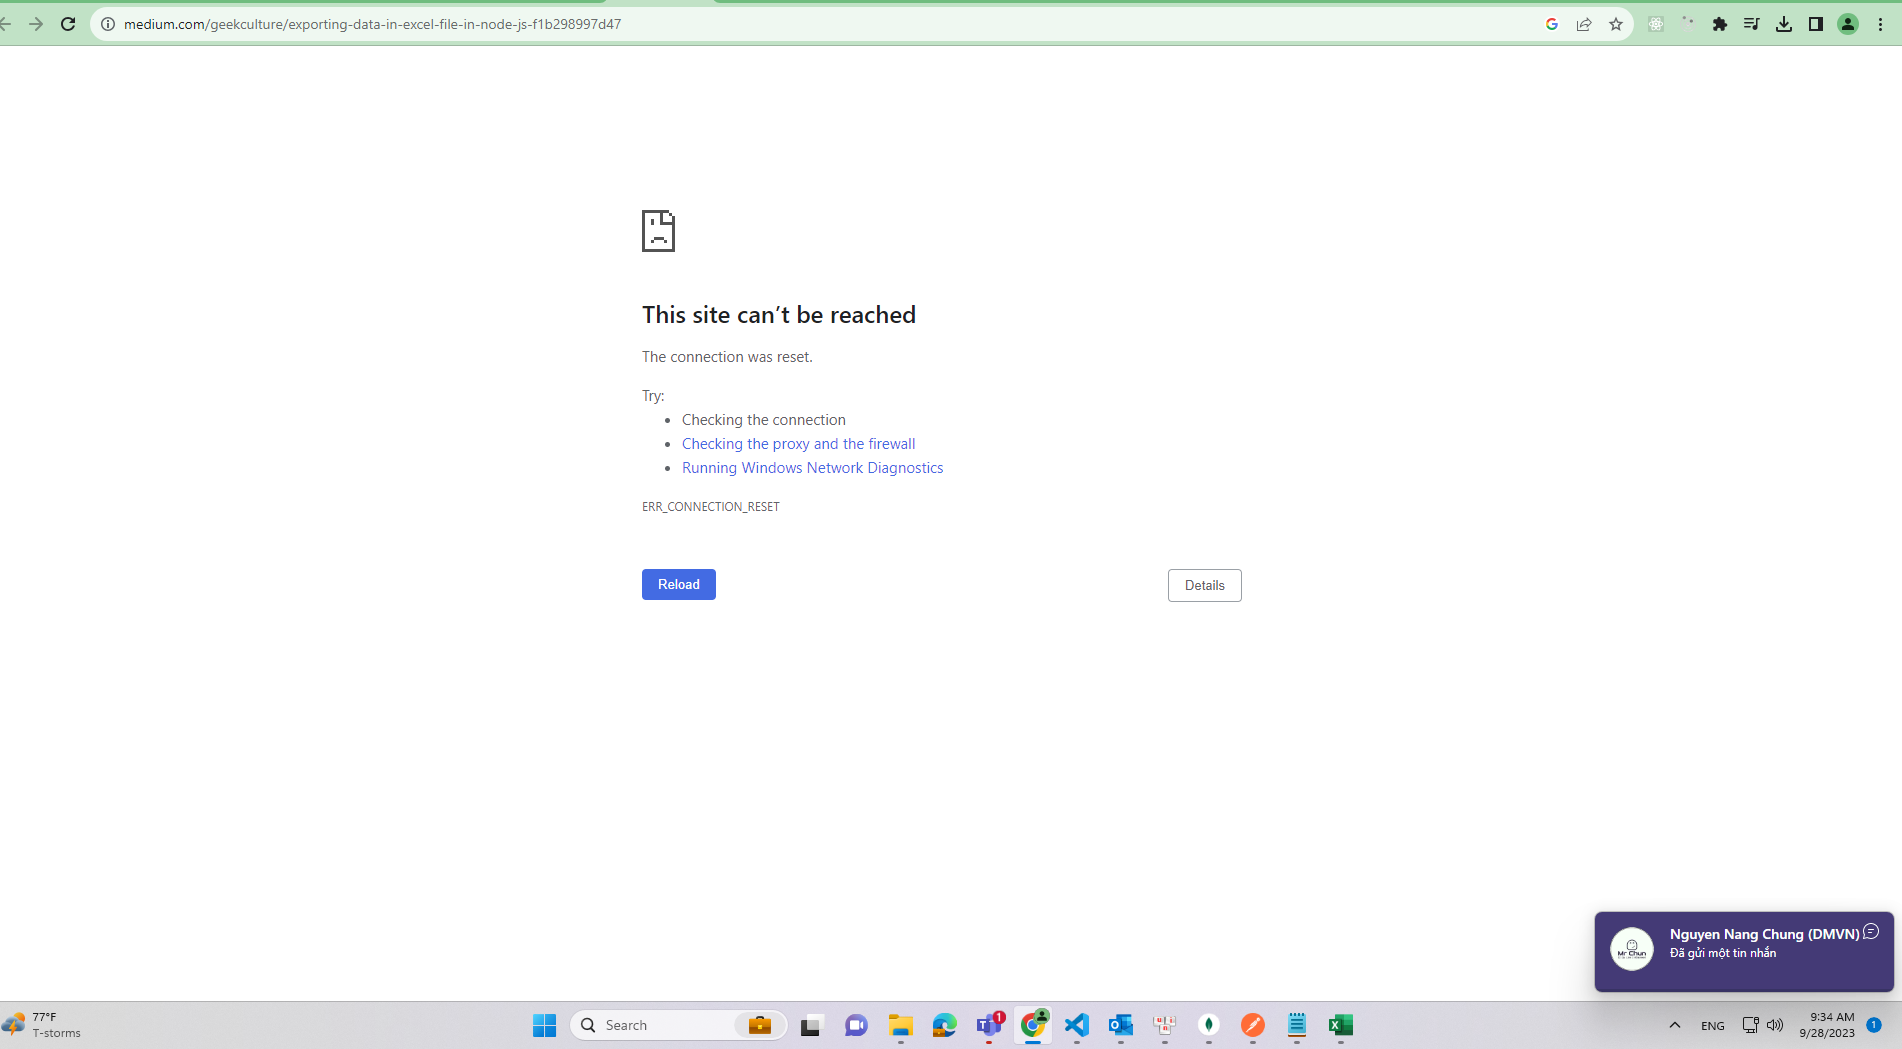 medium.com/geekculture/exporting-data-in-excel-file-in-node-js-f1b298997d47
This site can’t be reached
The connection was reset.
Try:
Checking the connection
Checking the proxy and the firewall
Running Windows Network Diagnostics
ERR_CONNECTION_RESET
Reload
Details
Nguyen Nang Chung (DMVN)
Đã gửi một tin nhắn
Mr Chun
77°F
T-storms
Search
1
ENG
9:34 AM
9/28/2023
1